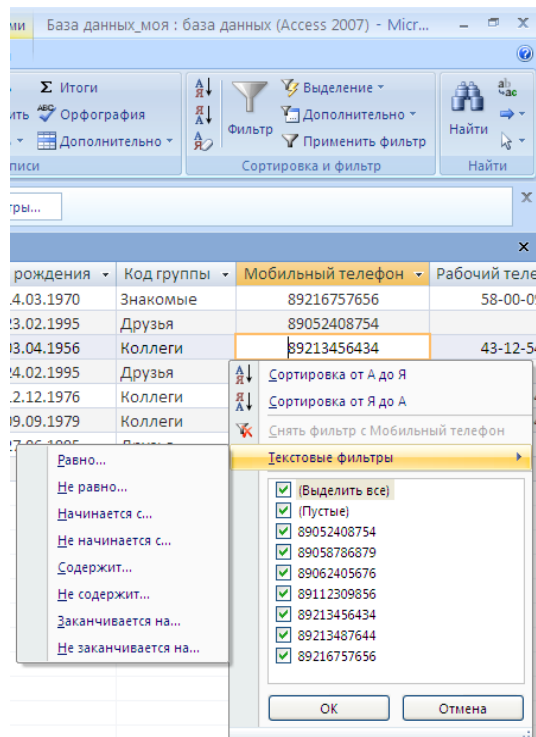 ми База данных_моя : база данных (Access 2007) - Micr...
Σ Итоги
ить Орфография
Дополнительно
писи
Фильтр
Выделение
Дополнительно
Применить фильтр
Сортировка и фильтр
Найти
Найти
тры...
рождения Код группы Мобильный телефон Рабочий теле
4.03.1970 Знакомые 89216757656 58-00-0
23.02.1995 Друзья 89052408754
03.04.1956 Коллеги 89213456434 43-12-5
24.02.1995 Друзья
2.12.1976 Коллеги
09.09.1979 Коллеги
Сортировка от А до Я
Сортировка от Я до А
Снять фильтр с Мобильный телефон
Текстовые фильтры
Равно...
Не равно...
Начинается с...
Не начинается с...
Содержит...
Не содержит...
Заканчивается на...
Не заканчивается на...
(Выделить все)
(Пустые)
89052408754
89058786879
89062405676
89112309856
89213456434
89213487644
89216757656
ОК Отмена